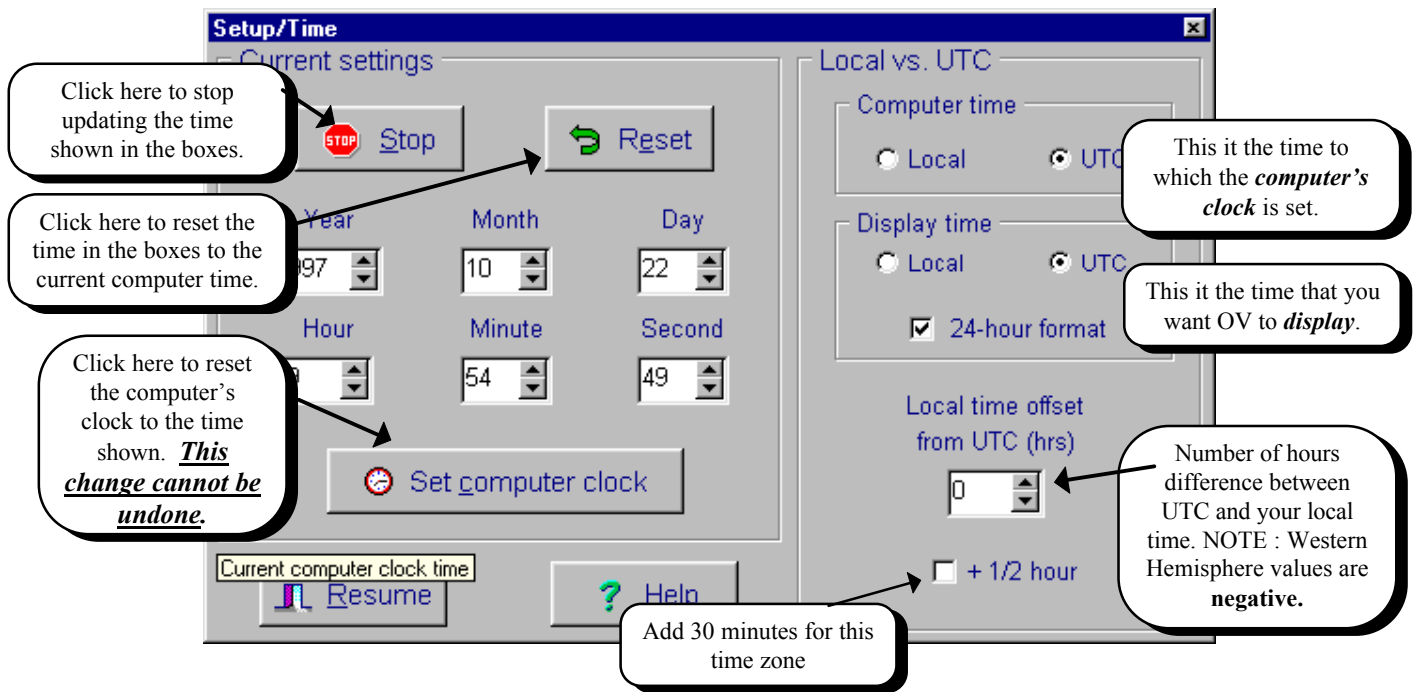 Setup/Time
Current settings
Click here to stop
updating the time
shown in the boxes.
STOP
Stop
Reset
Click here to reset the
time in the boxes to the
current computer time.
Year
Month
Day
997
10
22
Hour
Minute
Second
54
49
Click here to reset
the computer’s
clock to the time
shown. This
change cannot be
undone.
Set computer clock
Current computer clock time
Resume
Help
Local vs. UTC
Computer time
Local
UTC
This it the time to
which the computer’s
clock is set.
Display time
Local
UTC
24-hour format
This it the time that you
want OV to display.
Local time offset
from UTC (hrs)
0
Number of hours
difference between
UTC and your local
time. NOTE : Western
Hemisphere values are
negative.
+ 1/2 hour
Add 30 minutes for this
time zone